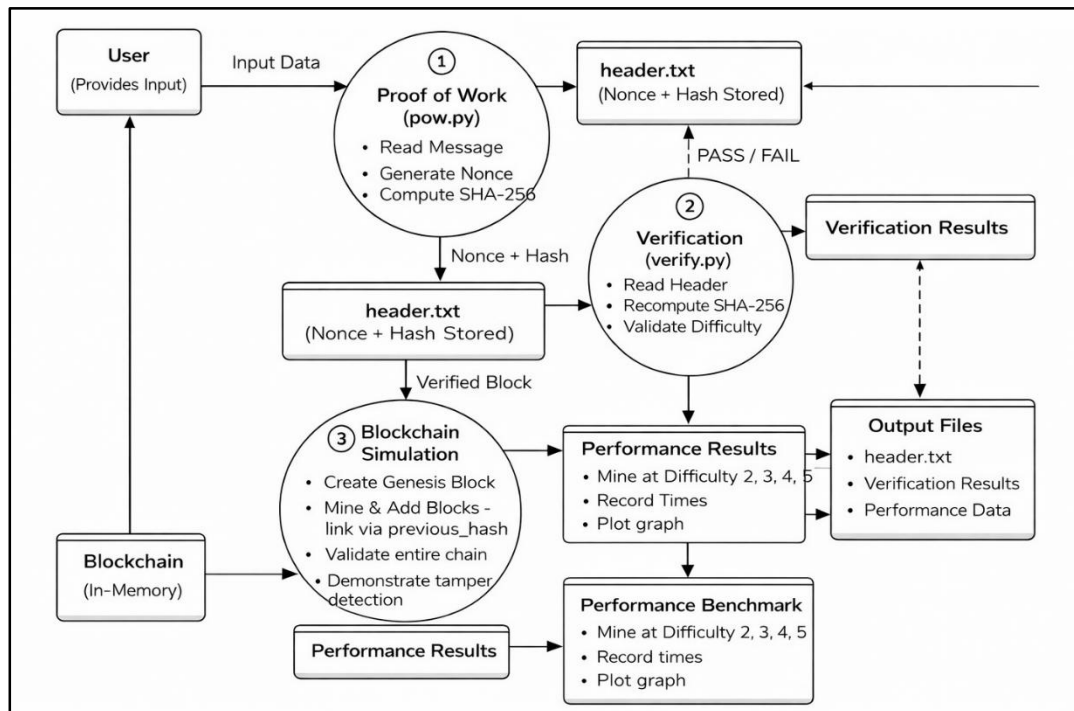 User
(Provides Input)
Input Data
1
Proof of Work
(pow.py)
• Read Message
• Generate Nonce
• Compute SHA-256
header.txt
(Nonce + Hash Stored)
PASS / FAIL
2
Verification
(verify.py)
• Read Header
• Recompute SHA-256
• Validate Difficulty
Verification Results
Nonce + Hash
header.txt
(Nonce + Hash Stored)
Verified Block
3 Blockchain
Simulation
• Create Genesis Block
• Mine & Add Blocks -
link via previous_hash
• Validate entire chain
• Demonstrate tamper
detection
Performance Results
• Mine at Difficulty 2, 3, 4, 5
• Record Times
• Plot graph
Output Files
• header.txt
• Verification Results
• Performance Data
Blockchain
(In-Memory)
Performance Results
Performance Benchmark
• Mine at Difficulty 2, 3, 4, 5
• Record times
• Plot graph